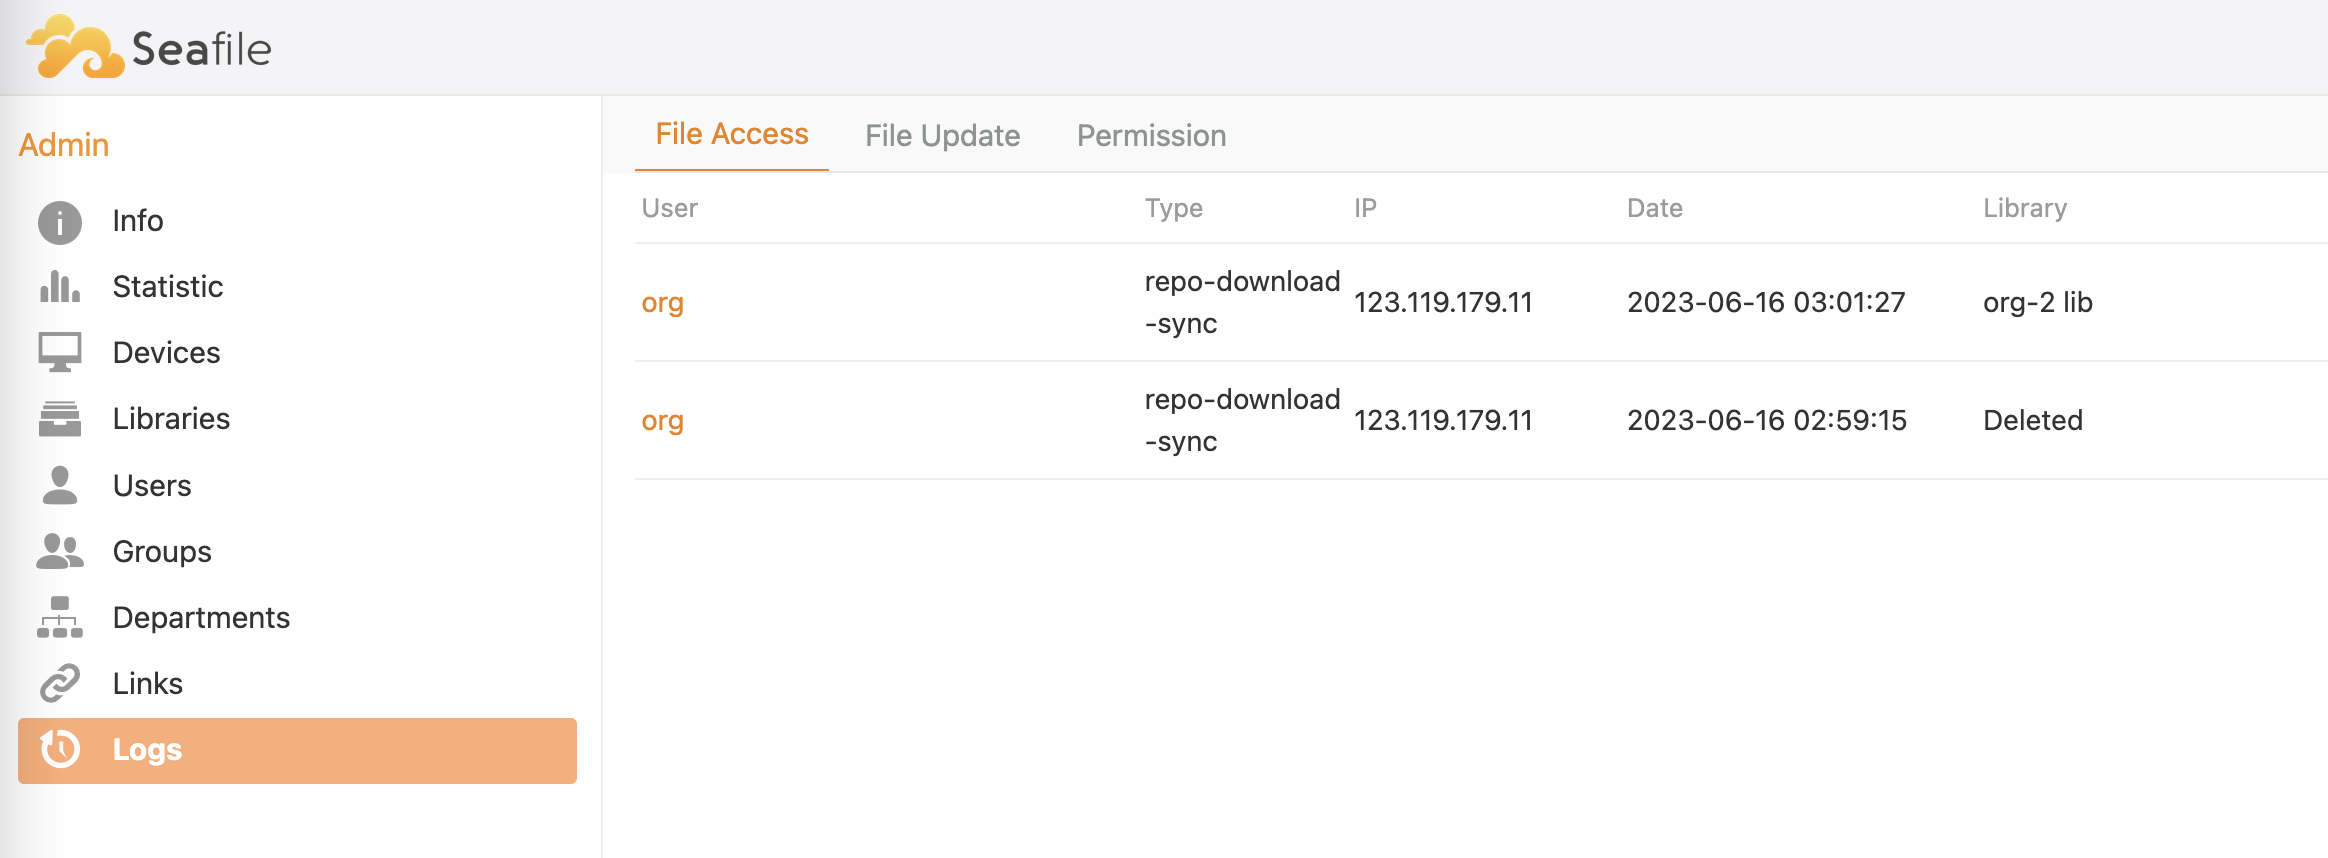 Seafile
Admin
Info
Statistic
Devices
Libraries
Users
Groups
Departments
Links
Logs
File Access File Update Permission
User Type IP Date Library
org repo-download 123.119.179.11 2023-06-16 03:01:27 org-2 lib
-sync
org repo-download 123.119.179.11 2023-06-16 02:59:15 Deleted
-sync